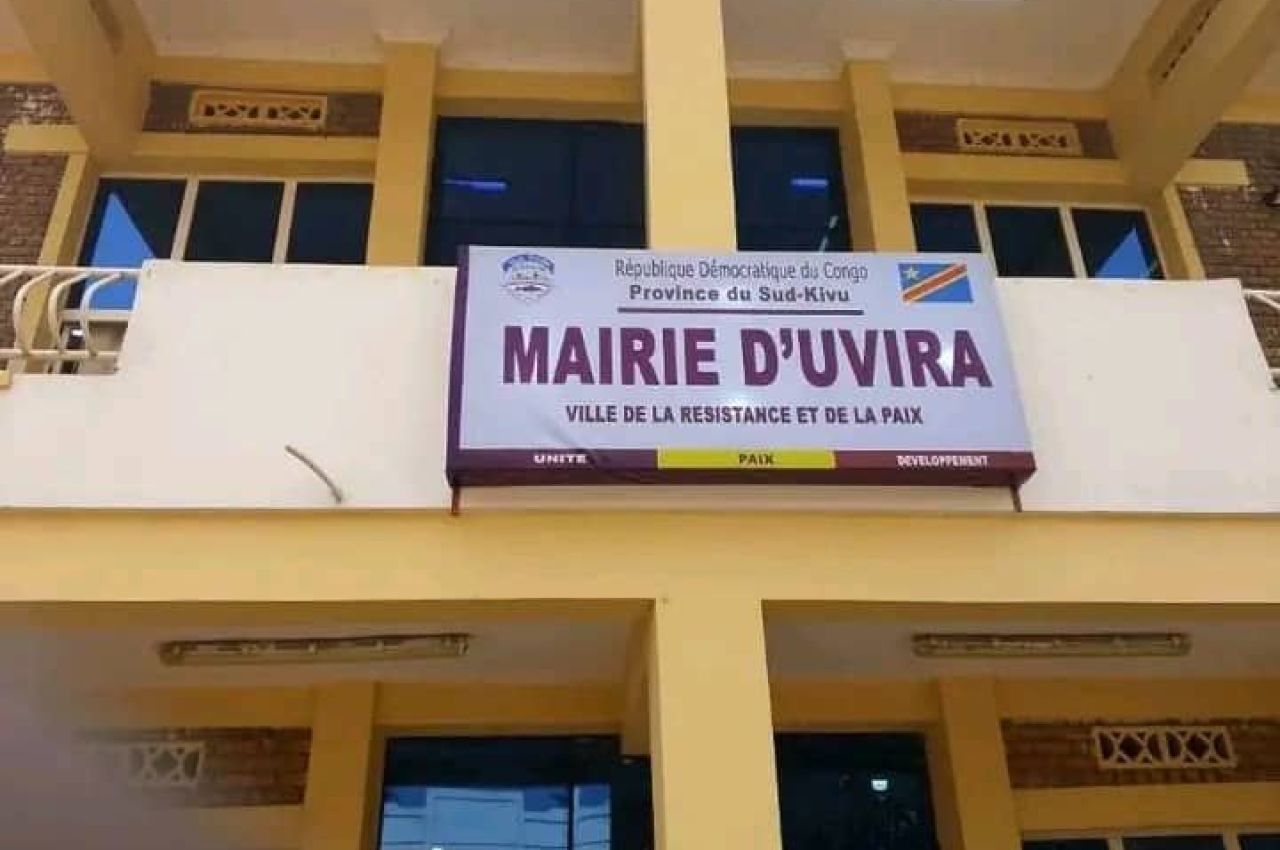 République Démocratique du Congo
Province du Sud-Kivu
MAIRIE D'UVIRA
VILLE DE LA RESISTANCE ET DE LA PAIX
UNITE PAIX DEVELOPPEMENT